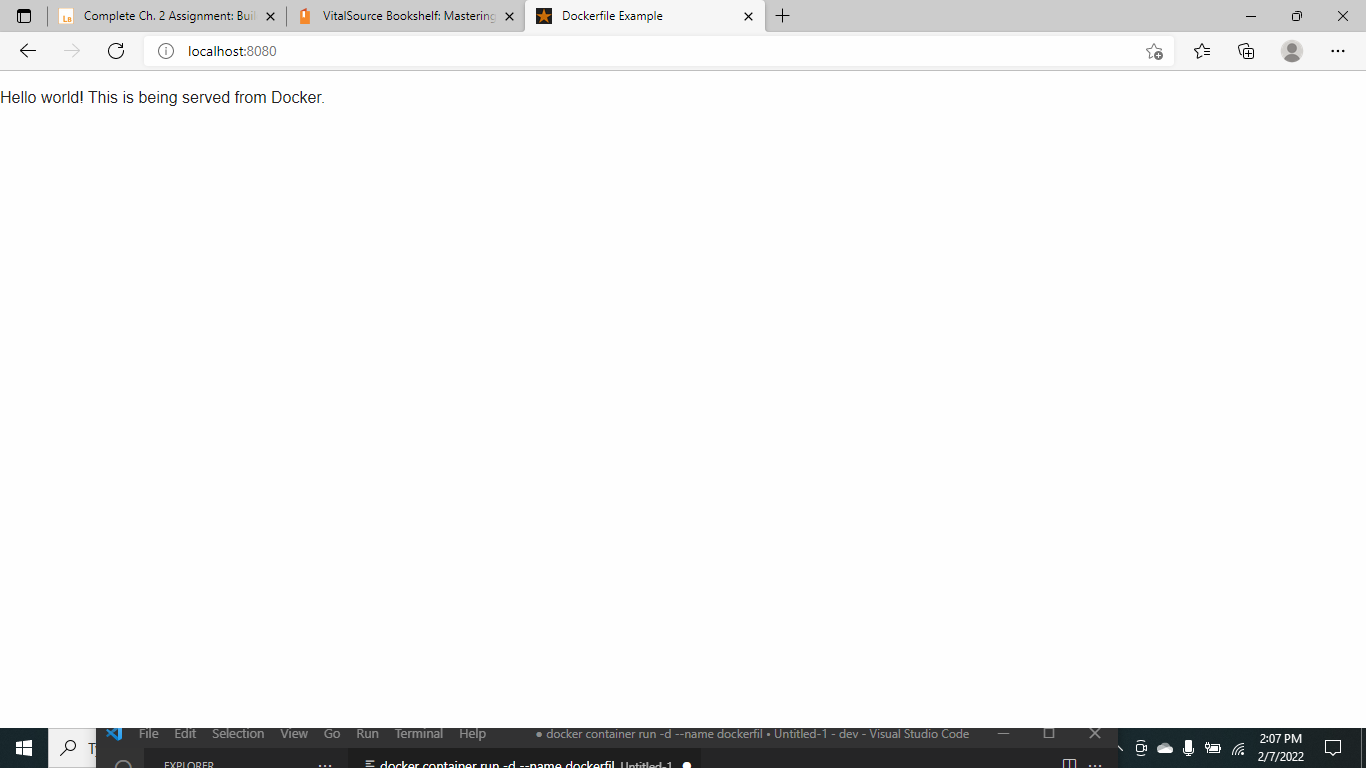 Complete Ch. 2 Assignment: Buil
VitalSource Bookshelf: Mastering
Dockerfile Example
localhost:8080
Hello world! This is being served from Docker.
File Edit Selection View Go Run Terminal Help
● docker container run -d --name dockerfil • Untitled-1 - dev - Visual Studio Code
2:07 PM
EXPLORER
docker container run -d --name dockerfil Untitled-1
2/7/2022